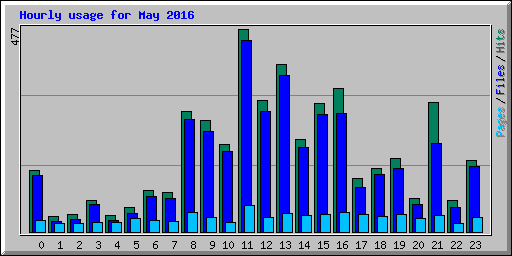 Hourly usage for May 2016
477
Pages / Files / Hits
0 1 2 3 4 5 6 7 8 9 10 11 12 13 14 15 16 17 18 19 20 21 22 23